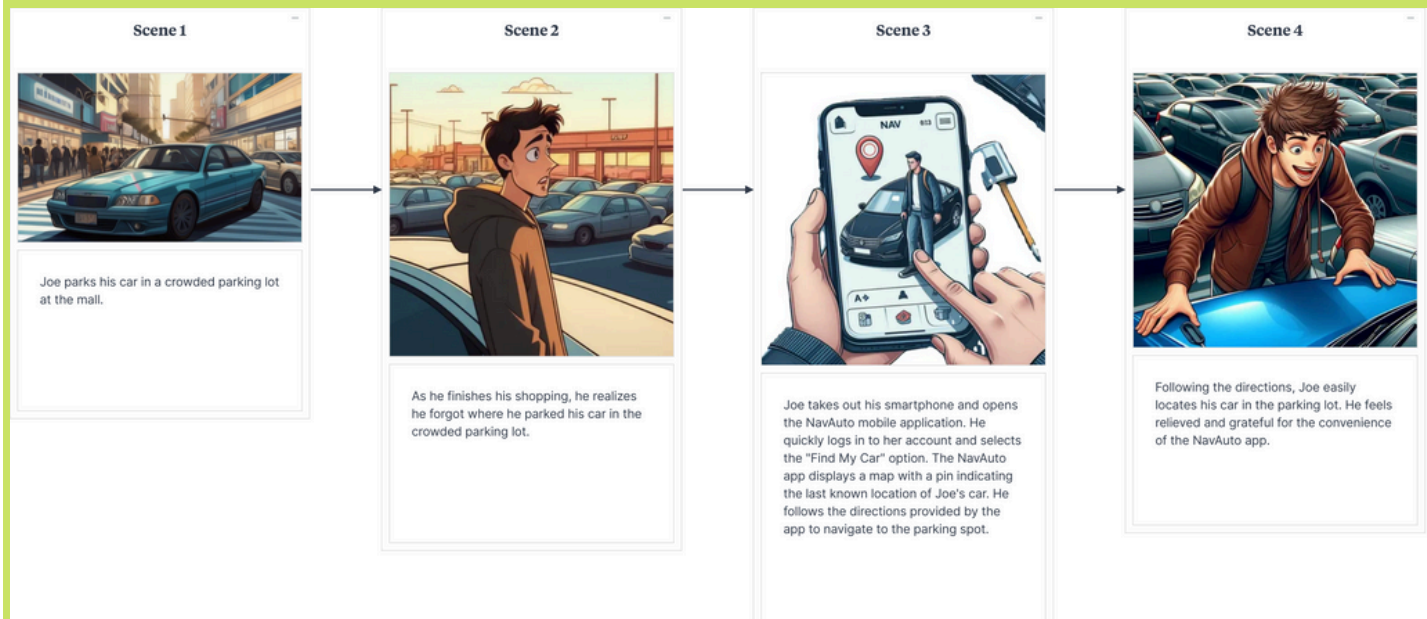 Scene 1
Joe parks his car in a crowded parking lot
at the mall.
Scene 2
As he finishes his shopping, he realizes
he forgot where he parked his car in the
crowded parking lot.
Scene 3
NAV
Joe takes out his smartphone and opens
the NavAuto mobile application. He
quickly logs in to her account and selects
the "Find My Car" option. The NavAuto
app displays a map with a pin indicating
the last known location of Joe's car. He
follows the directions provided by the
app to navigate to the parking spot.
Scene 4
Following the directions, Joe easily
locates his car in the parking lot. He feels
relieved and grateful for the convenience
of the NavAuto app.